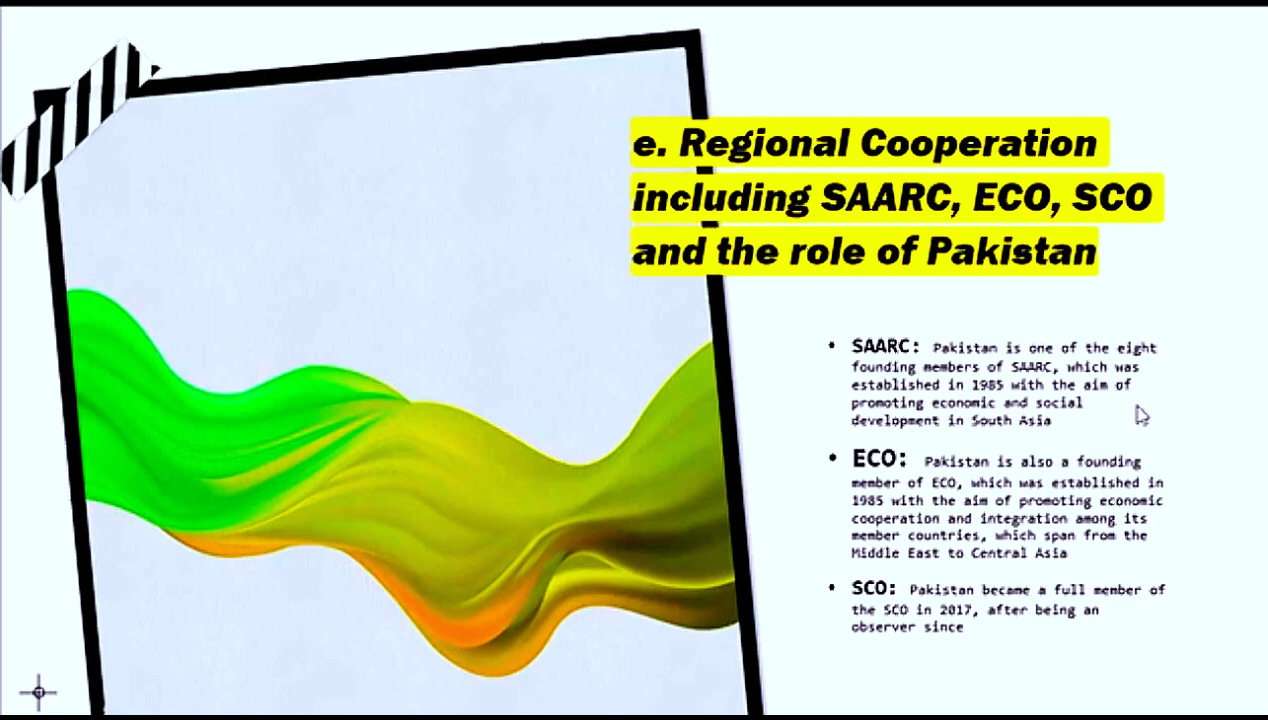 e. Regional Cooperation
including SAARC, ECO, SCO
and the role of Pakistan
• SAARC: Pakistan is one of the eight
founding members of SAARC, which was
established in 1985 with the aim of
promoting economic and social
development in South Asia
• ECO: Pakistan is also a founding
member of ECO, which was established in
1985 with the aim of promoting economic
cooperation and integration among its
member countries, which span from the
Middle East to Central Asia
• SCO: Pakistan became a full member of
the SCO in 2017, after being an
observer since